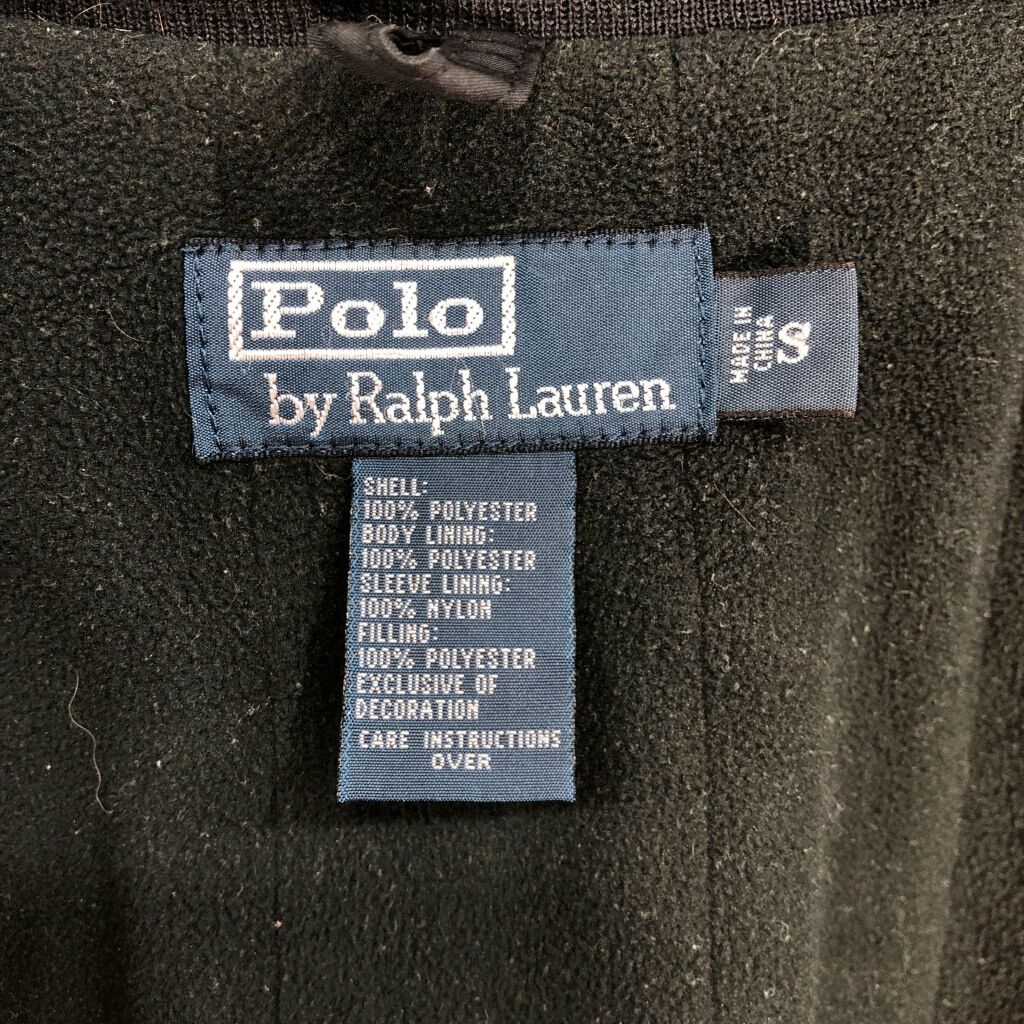 Polo
by Ralph Lauren
MADE IN
CHINA
S
SHELL:
100% POLYESTER
BODY LINING:
100% POLYESTER
SLEEVE LINING:
100% NYLON
FILLING:
100% POLYESTER
EXCLUSIVE OF
DECORATION
CARE INSTRUCTIONS
OVER